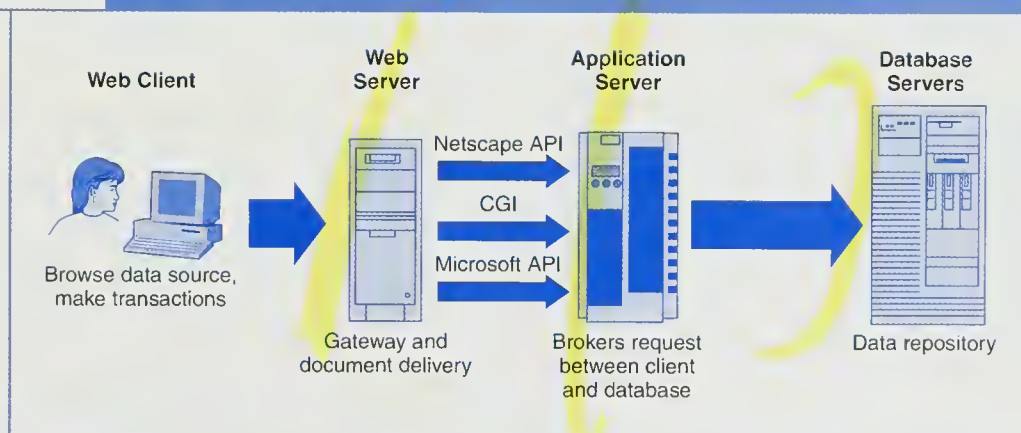 Web Client
Web
Server
Application
Server
Database
Servers
Netscape API
CGI
Microsoft API
Browse data source,
make transactions
Gateway and
document delivery
Brokers request
between client
and database
Data repository